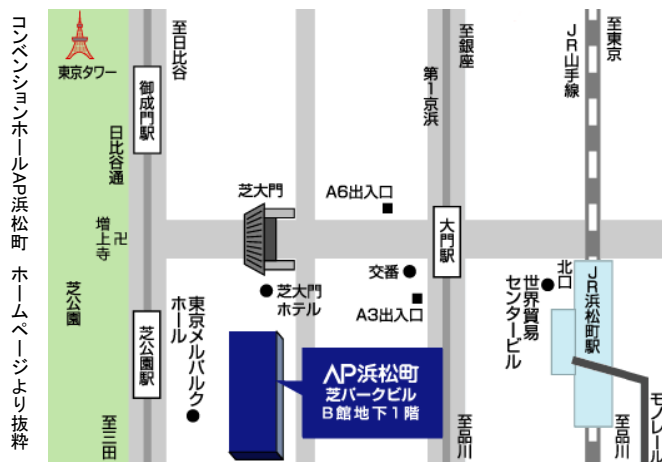 コンベンションホールAP浜松町 ホームページより抜粋
東京タワー
至日比谷
御成門駅
日比谷通
増上寺
卍
芝公園
芝公園駅
至三田
芝大門
芝大門
ホテル
東京メルパルク
ホール
AP浜松町
芝パークビル
B館地下1階
A6出入口
第1京浜
至銀座
大門駅
交番
A3出入口
至品川
JR山手線
至東京
北口
世界貿易
センタービル
JR浜松町駅
モノレール
至品川